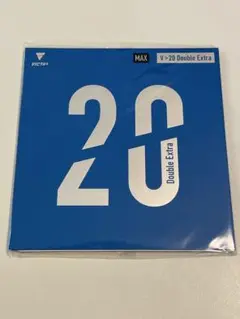 VICTAS
MAX
V>20 Double Extra
20
Double Extra